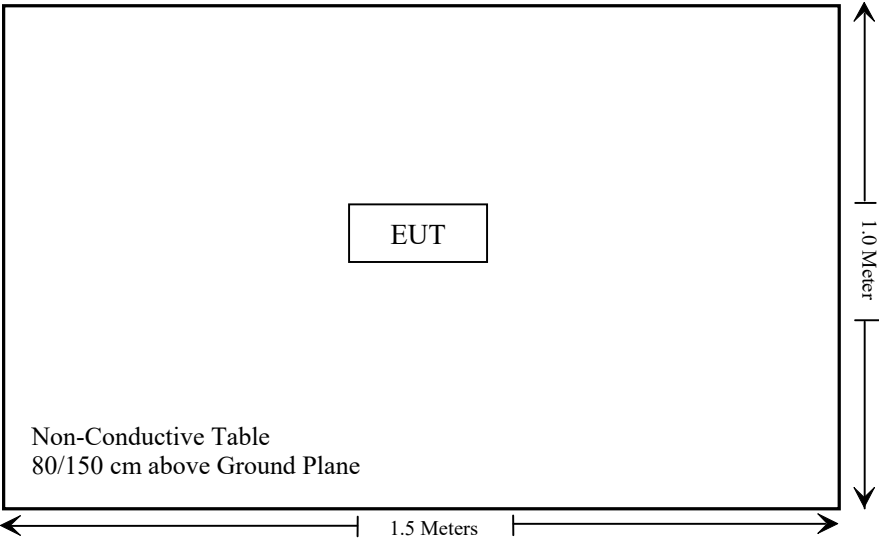 EUT
1.0 Meter
Non-Conductive Table
80/150 cm above Ground Plane
1.5 Meters